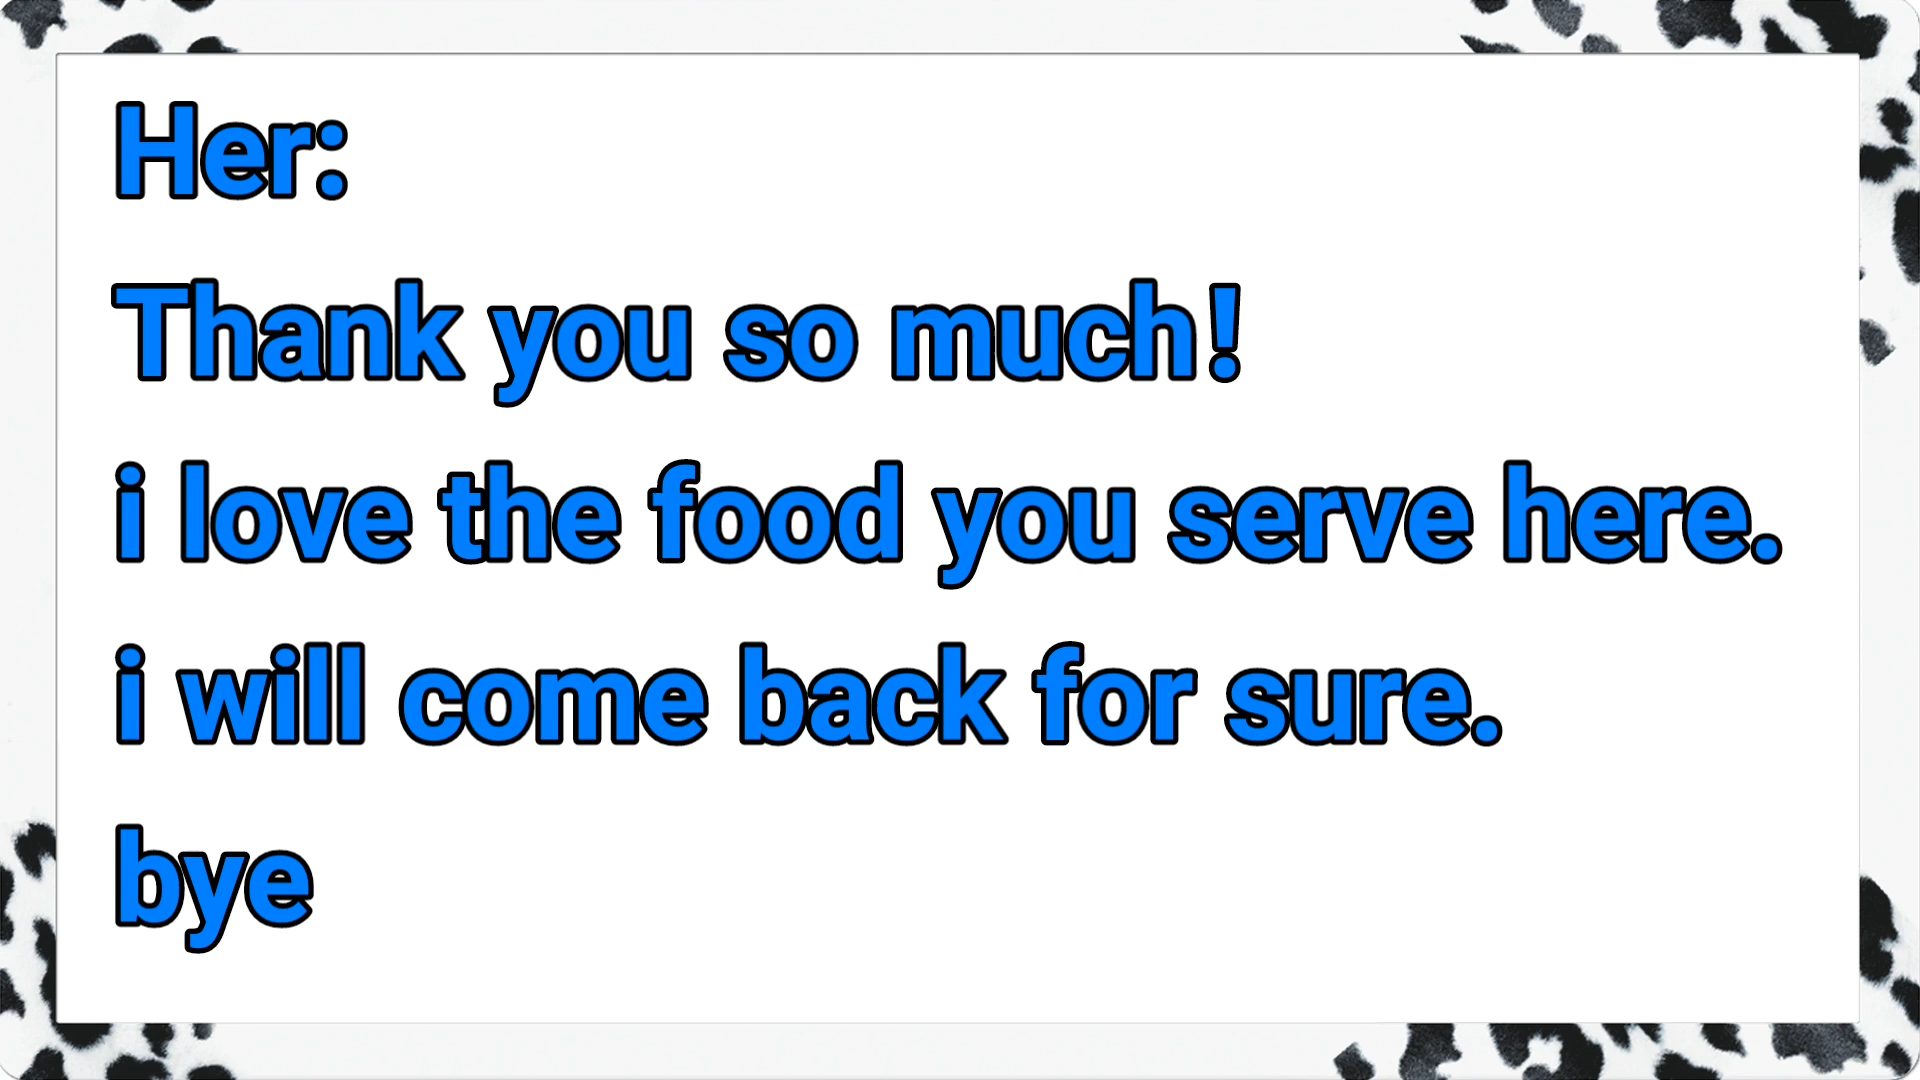 Her:
Thank you so much!
i love the food you serve here.
i will come back for sure.
bye